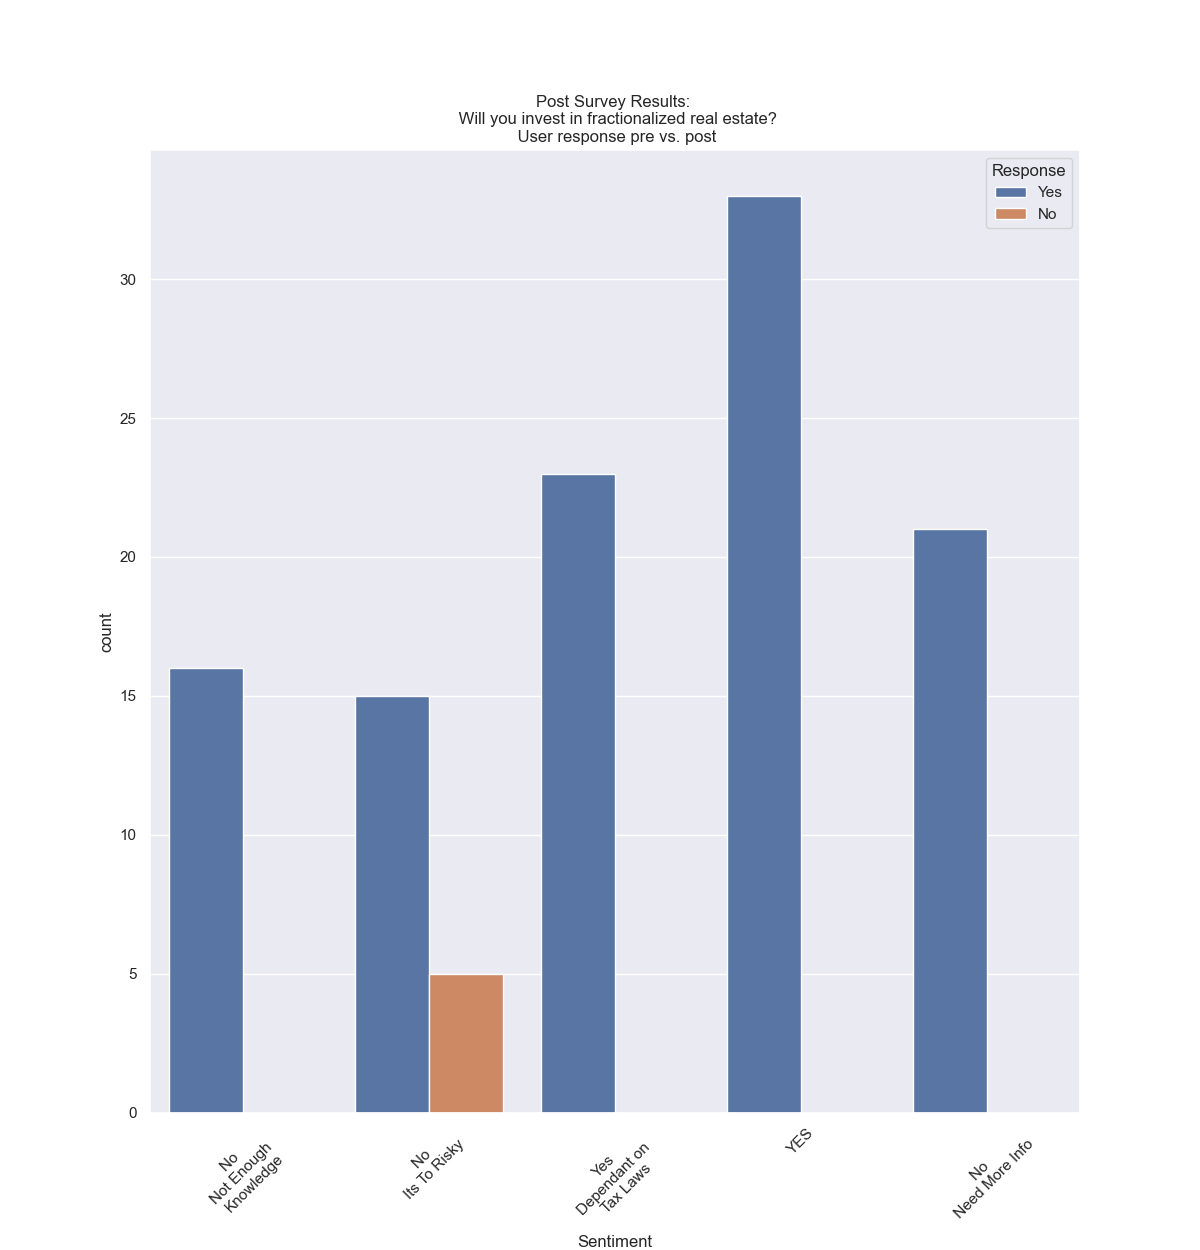 Post Survey Results:
Will you invest in fractionalized real estate?
User response pre vs. post
Response
Yes
No
30
25
20
15
10
5
0
count
No
Not Enough
Knowledge
No
Its To Risky
Yes
Dependant on
Tax Laws
YES
No
Need More Info
Sentiment